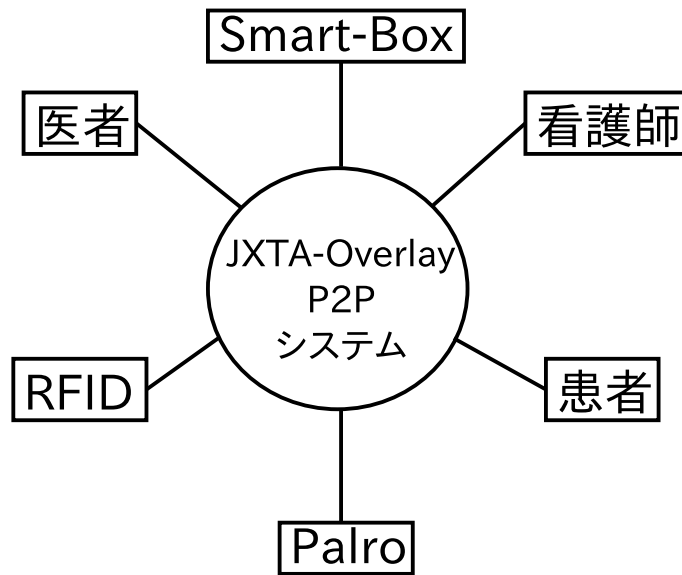 Smart-Box
医者
看護師
JXTA-Overlay
P2P
システム
RFID
患者
Palro